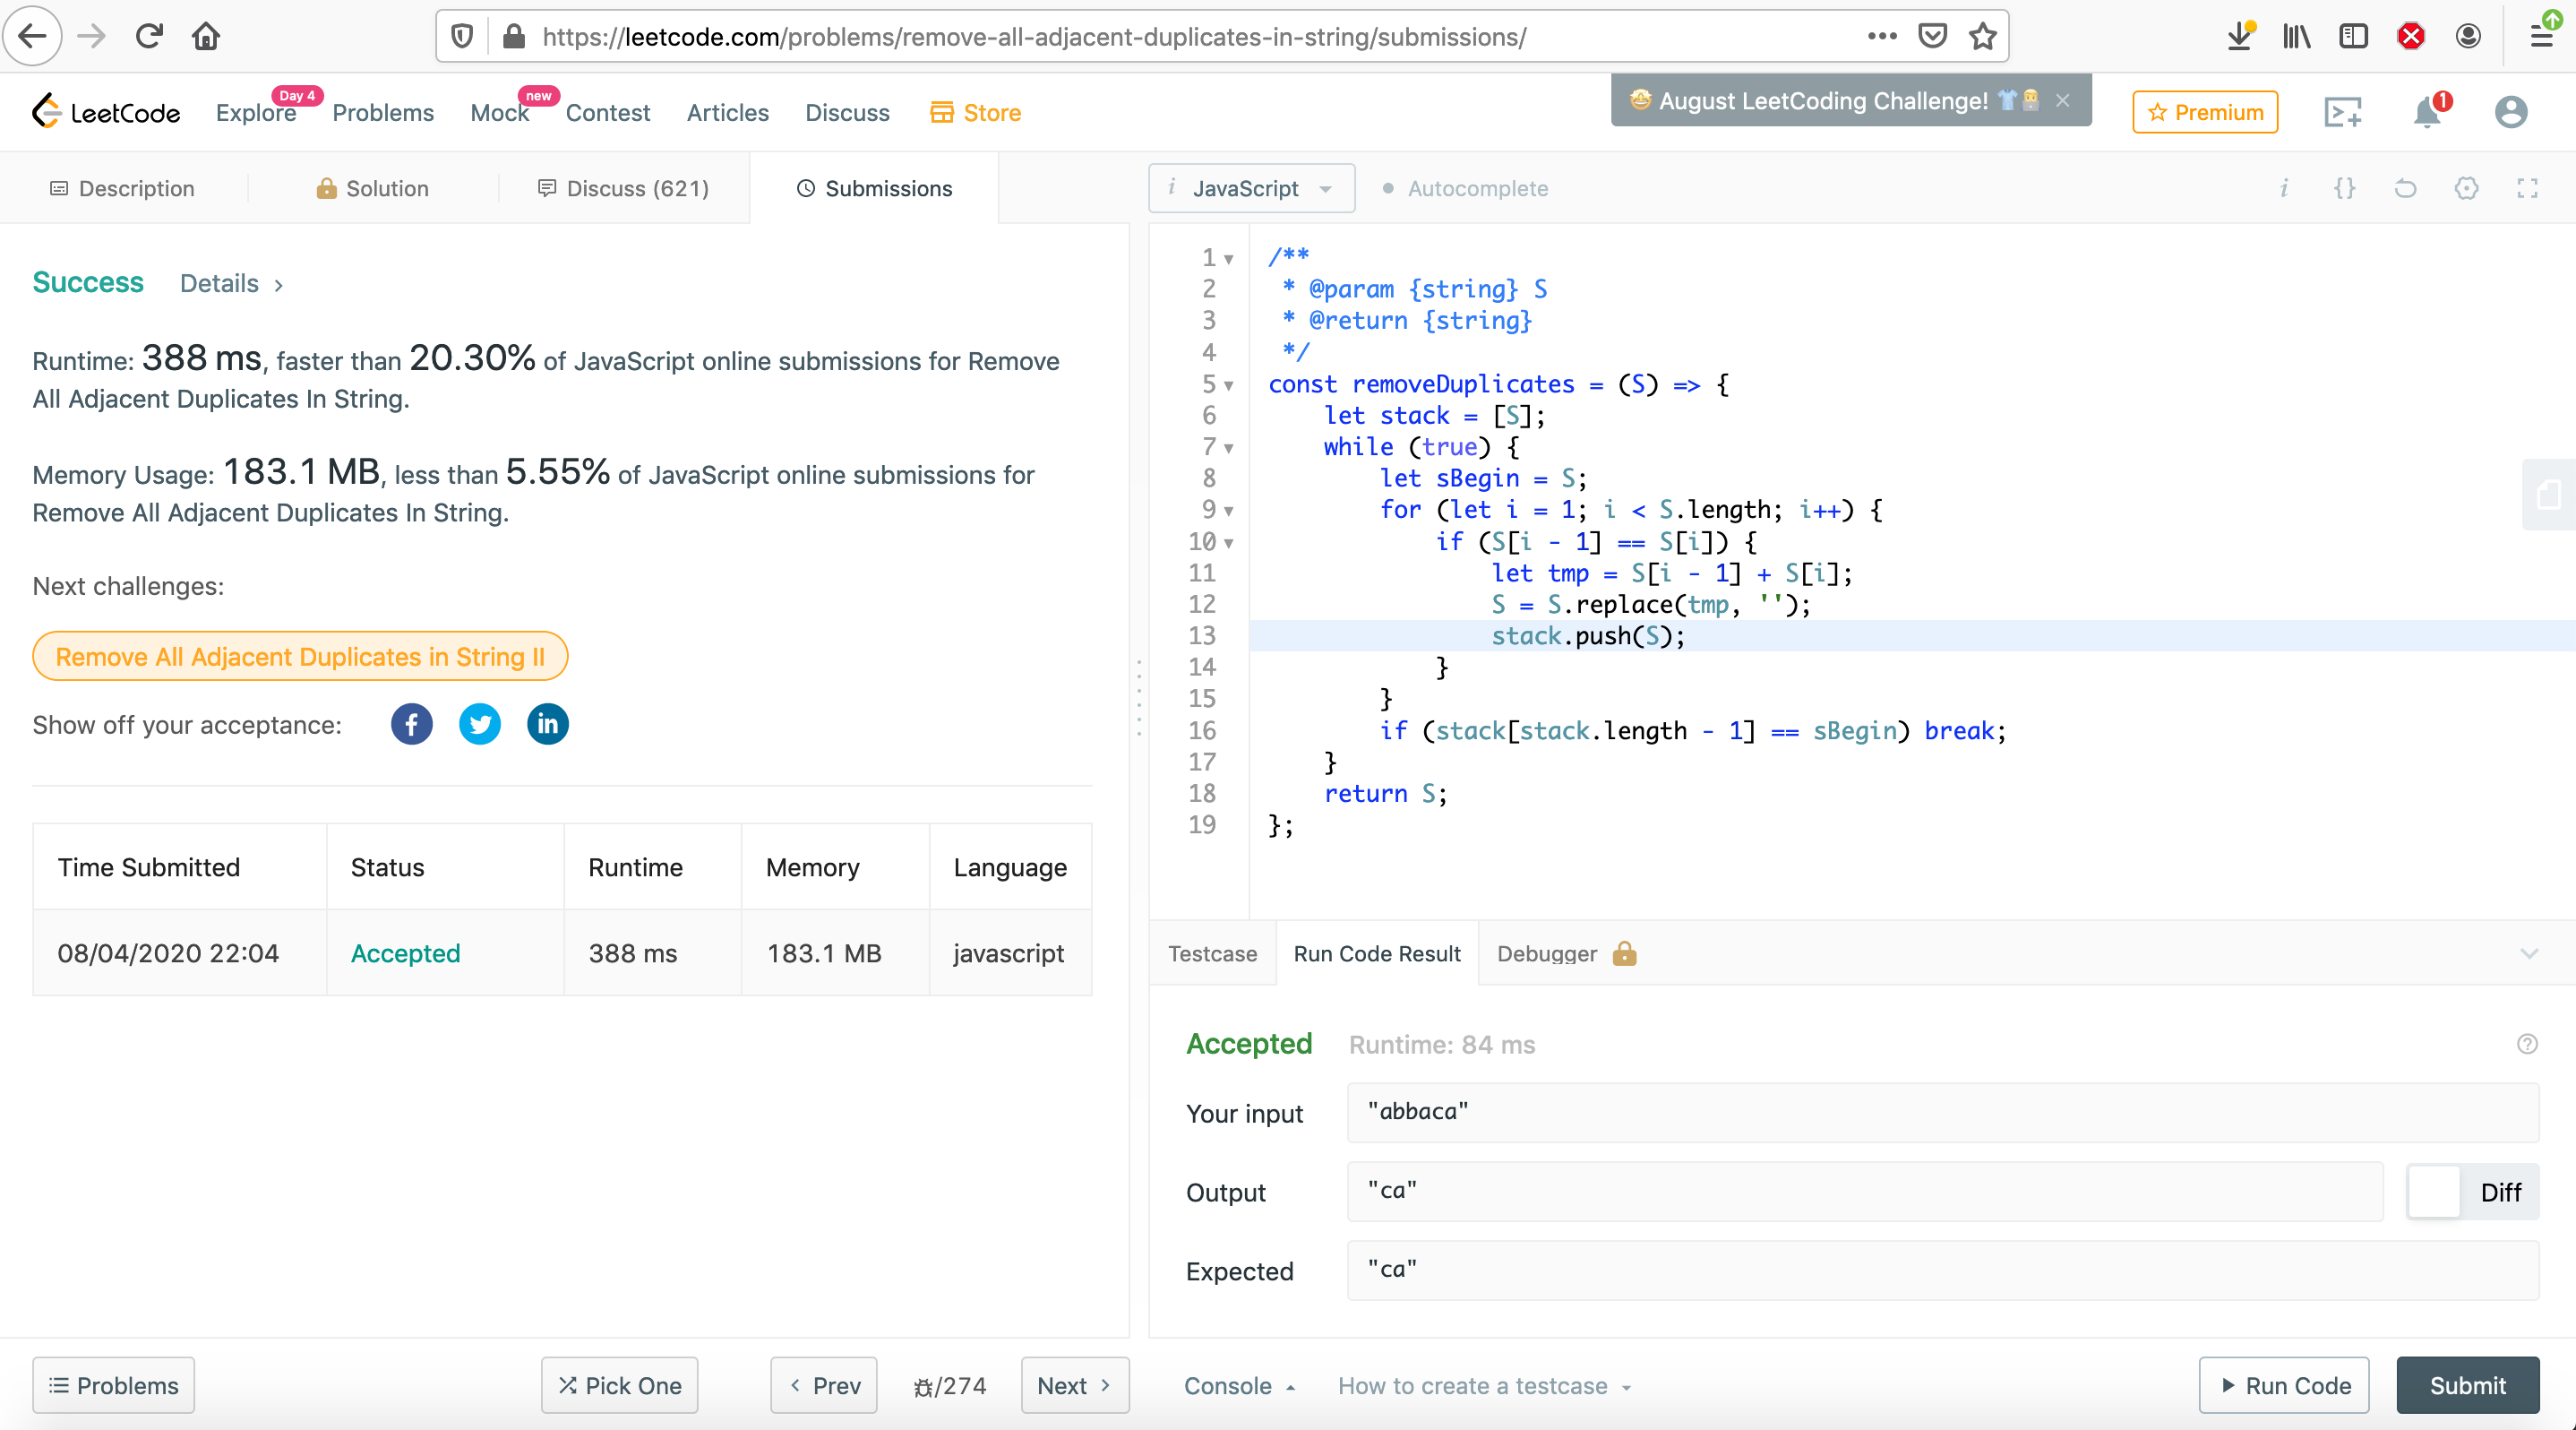 https://leetcode.com/problems/remove-all-adjacent-duplicates-in-string/submissions/
LeetCode
Explore
Day 4
Problems
Mock
new
Contest
Articles
Discuss
Store
August LeetCoding Challenge!
Premium
1
Description
Solution
Discuss (621)
Submissions
i JavaScript
Autocomplete
i {}
Success Details >
Runtime: 388 ms, faster than 20.30% of JavaScript online submissions for Remove
All Adjacent Duplicates In String.
Memory Usage: 183.1 MB, less than 5.55% of JavaScript online submissions for
Remove All Adjacent Duplicates In String.
Next challenges:
Remove All Adjacent Duplicates in String II
Show off your acceptance:
f
in
Time Submitted Status Runtime Memory Language
08/04/2020 22:04 Accepted 388 ms 183.1 MB javascript
1 /**
2 * @param {string} S
3 * @return {string}
4 */
5 const removeDuplicates = (S) => {
6 let stack = [S];
7 while (true) {
8 let sBegin = S;
9 for (let i = 1; i < S.length; i++) {
10 if (S[i - 1] == S[i]) {
11 let tmp = S[i - 1] + S[i];
12 S = S.replace(tmp, '');
13 stack.push(S);
14 }
15 }
16 if (stack[stack.length - 1] == sBegin) break;
17 }
18 return S;
19 };
Testcase
Run Code Result
Debugger
Accepted Runtime: 84 ms
Your input "abbaca"
Output "ca"
Diff
Expected "ca"
Problems
Pick One
Prev
/274
Next
Console
How to create a testcase
Run Code
Submit